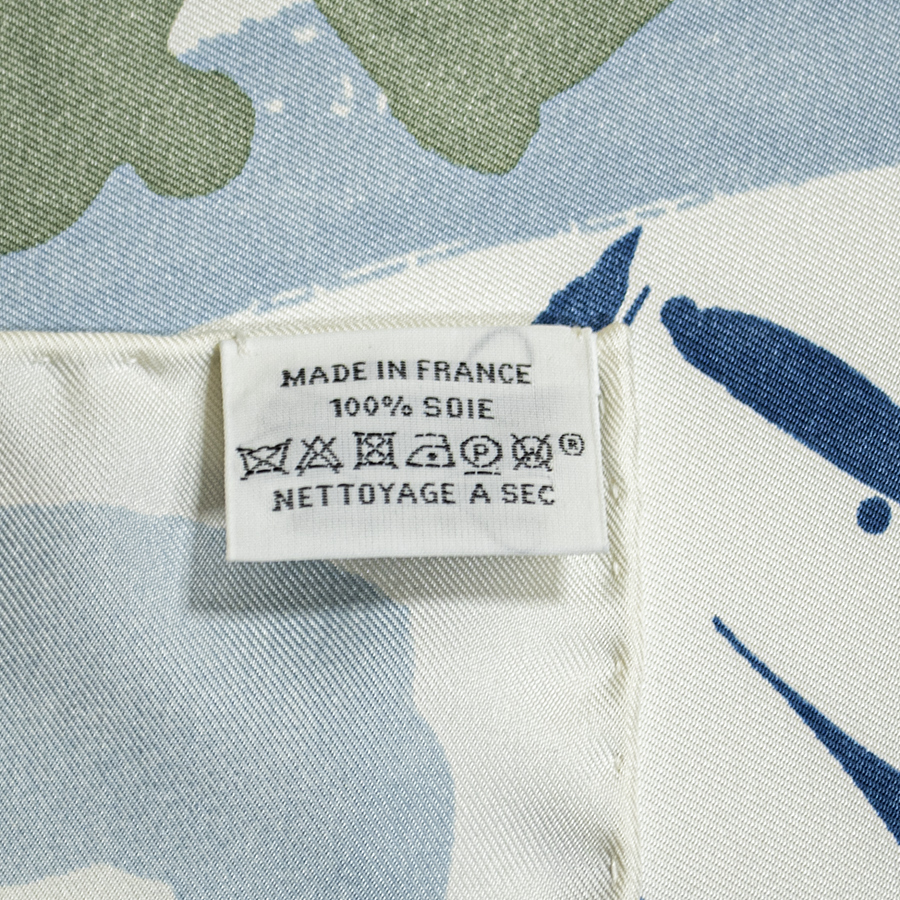 MADE IN FRANCE
100% SOIE
P W ®
NETTOYAGE A SEC